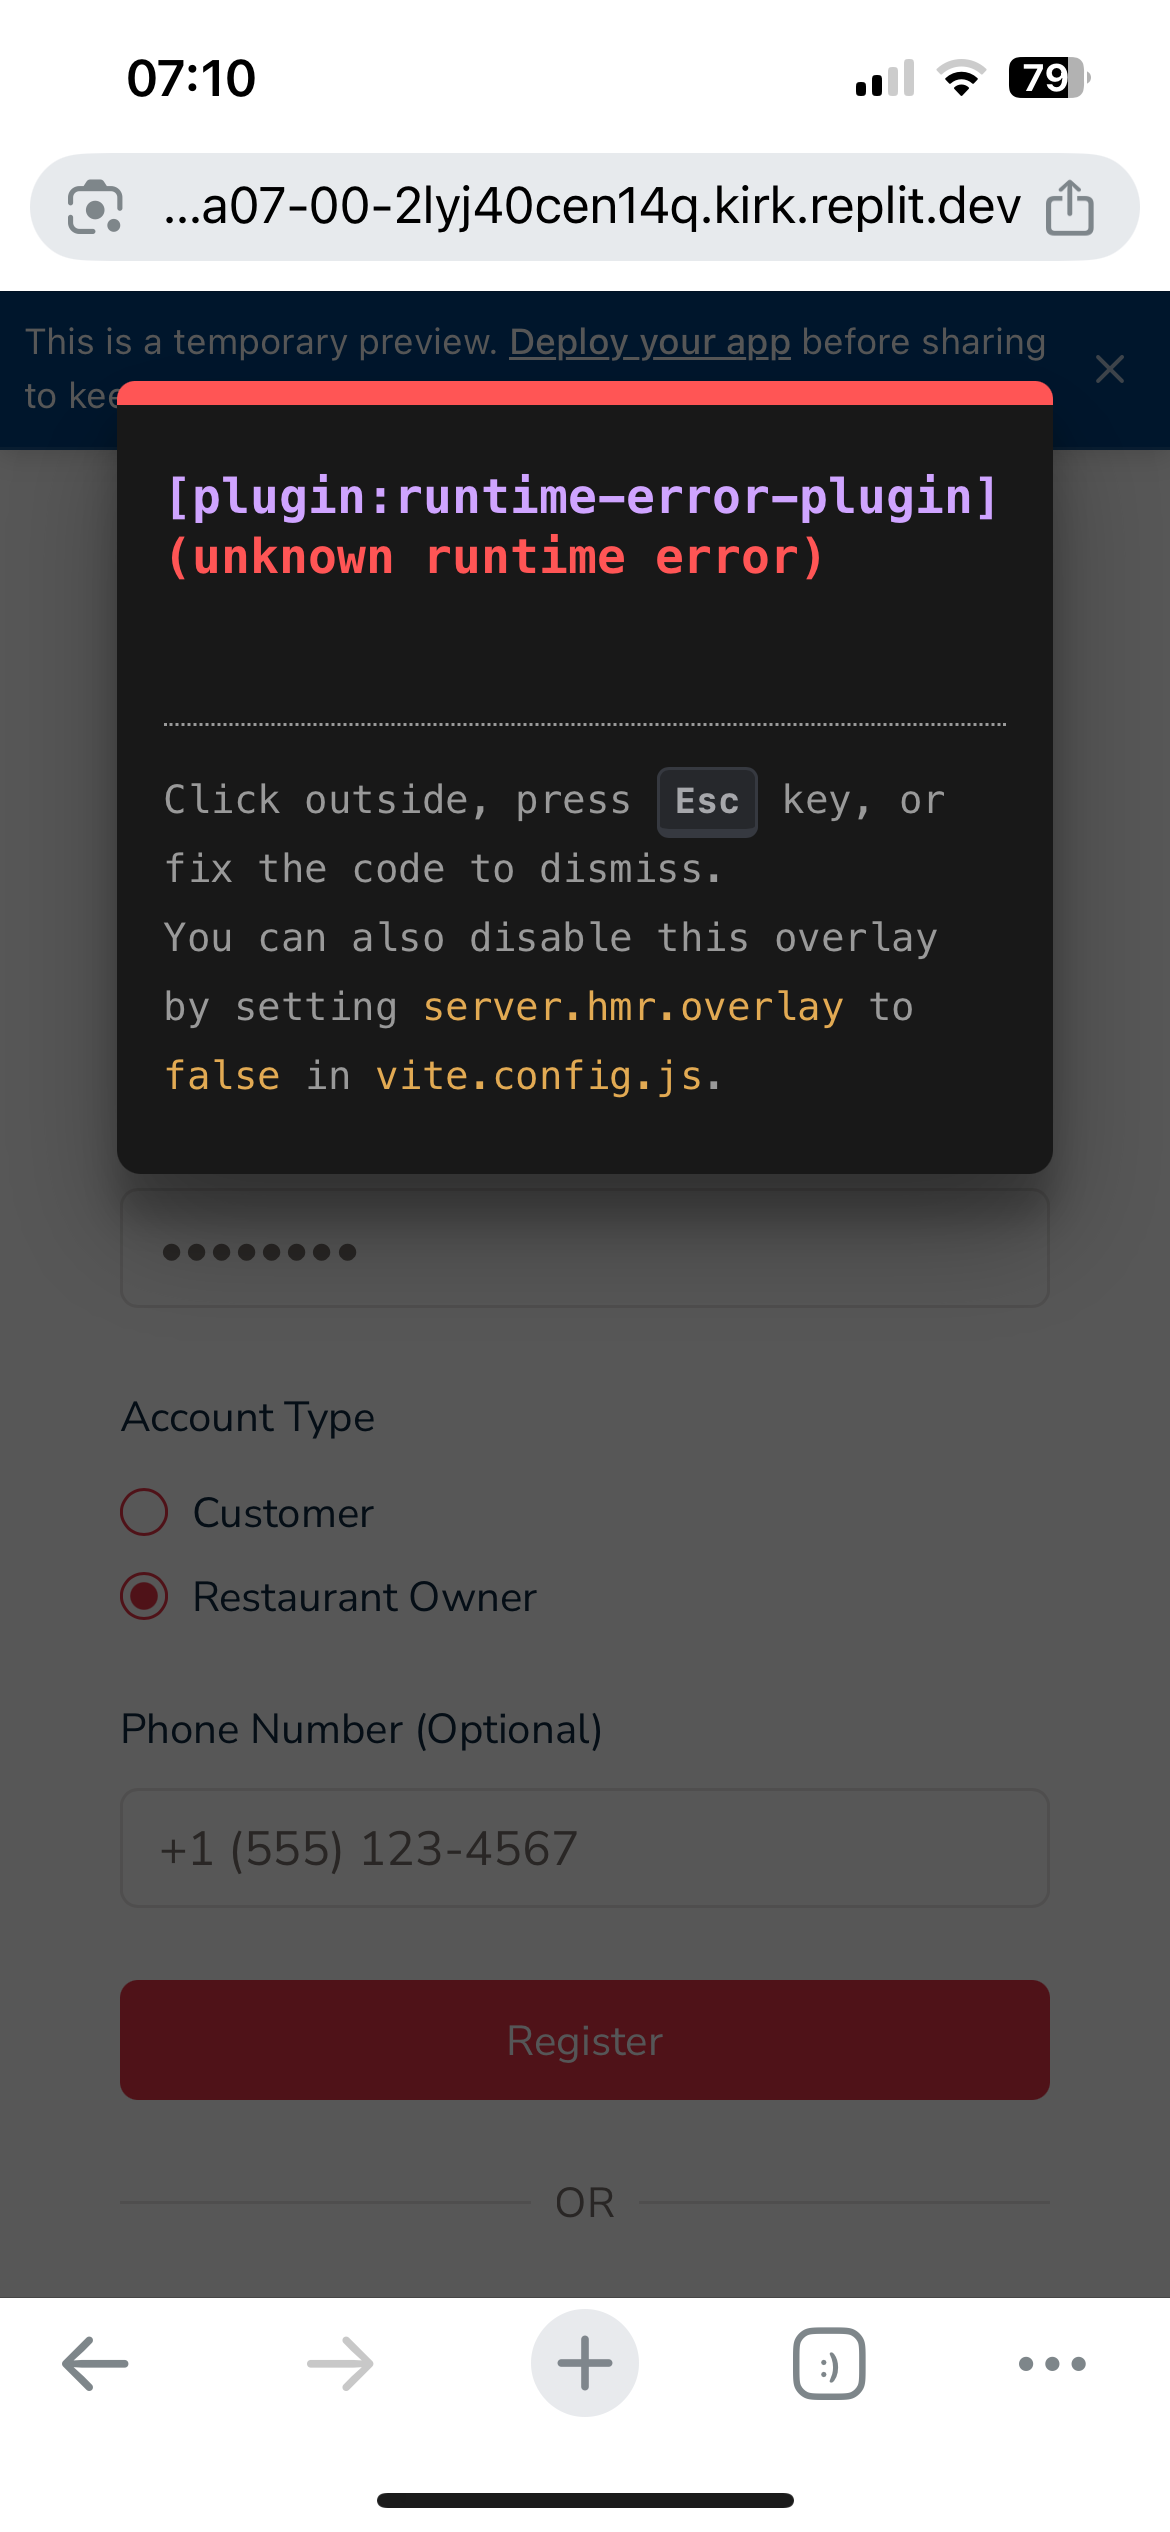 07:10
79
...a07-00-2lyj40cen14q.kirk.replit.dev
This is a temporary preview. Deploy your app before sharing
to
[plugin:runtime-error-plugin]
(unknown runtime error)
Click outside, press Esc key, or
fix the code to dismiss.
You can also disable this overlay
by setting server.hmr.overlay to
false in vite.config.js.
Account Type
Customer
Restaurant Owner
Phone Number (Optional)
+1 (555) 123-4567
Register
OR
:)